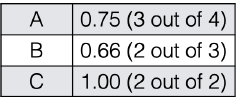 A 0.75 (3 out of 4)
B 0.66 (2 out of 3)
C 1.00 (2 out of 2)